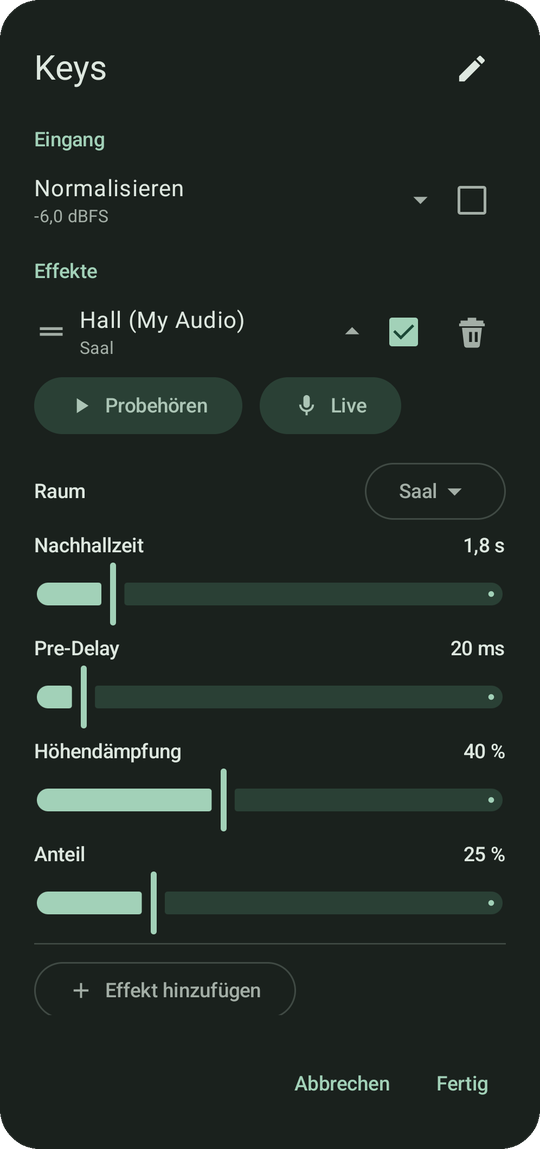 Keys
Eingang
Normalisieren
-6,0 dBFS
Effekte
Hall (My Audio)
Saal
Probehören
Live
Raum
Saal
Nachhallzeit
1,8 s
Pre-Delay
20 ms
Höhendämpfung
40 %
Anteil
25 %
Effekt hinzufügen
Abbrechen
Fertig